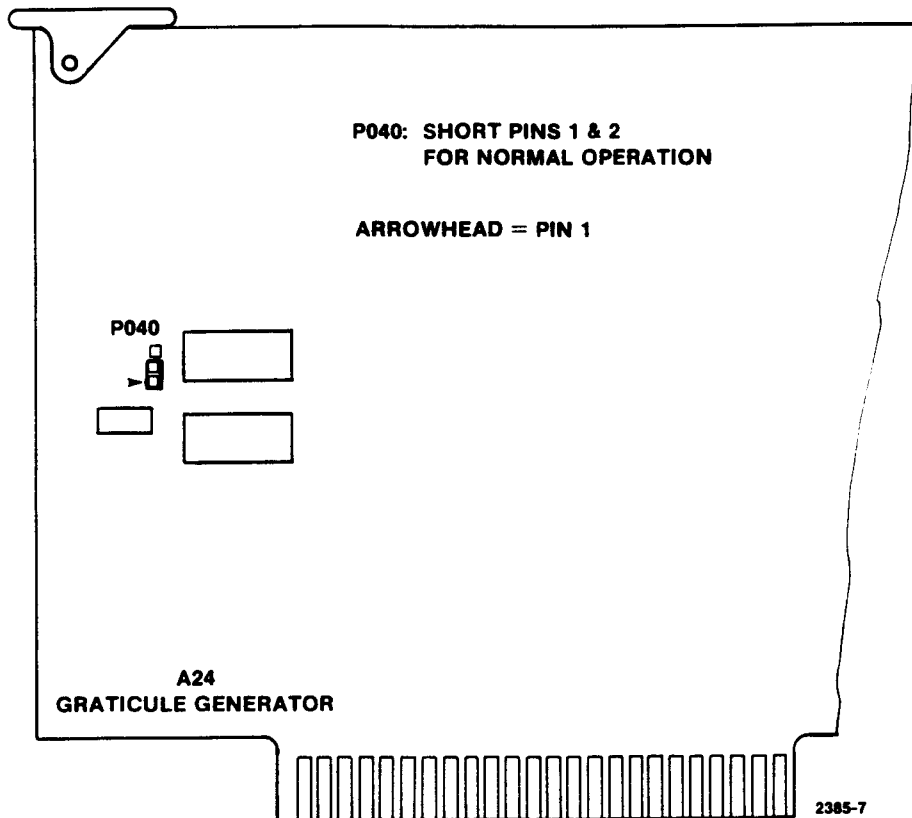 P040: SHORT PINS 1 & 2
FOR NORMAL OPERATION
ARROWHEAD = PIN 1
P040
A24
GRATICULE GENERATOR
2385-7